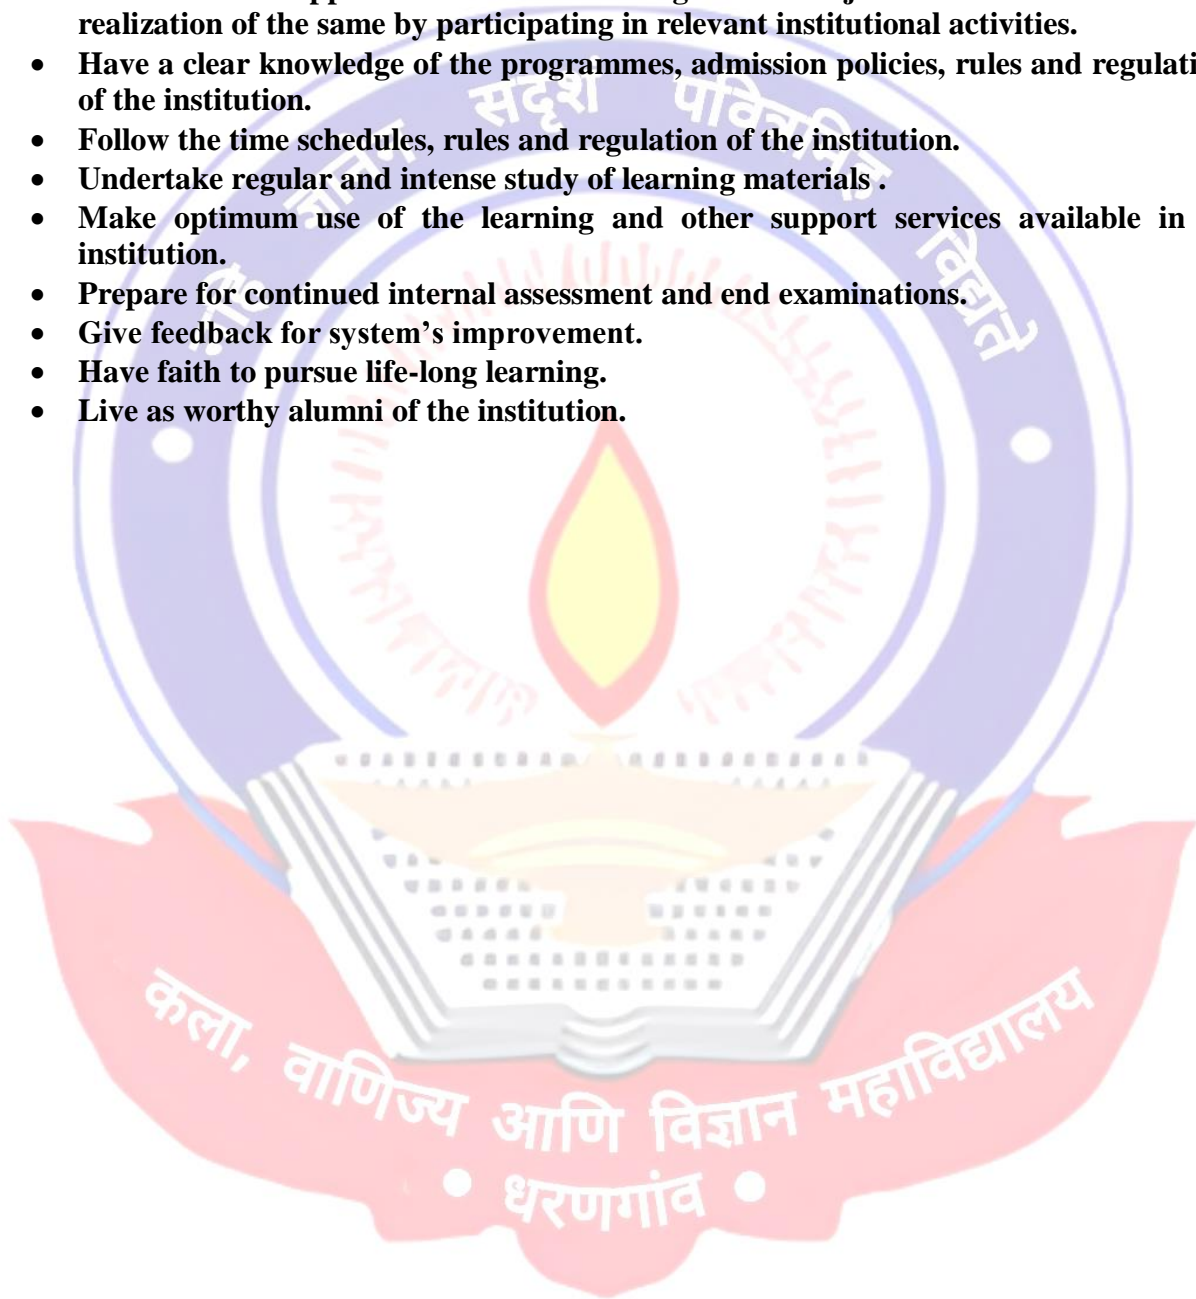 realization of the same by participating in relevant institutional activities.
• Have a clear knowledge of the programmes, admission policies, rules and regulati
of the institution.
• Follow the time schedules, rules and regulation of the institution.
• Undertake regular and intense study of learning materials .
• Make optimum use of the learning and other support services available in
institution.
• Prepare for continued internal assessment and end examinations.
• Give feedback for system’s improvement.
• Have faith to pursue life-long learning.
• Live as worthy alumni of the institution.
ज्ञानेन सदृशं पवित्रमिह विद्यते
कला, वाणिज्य आणि विज्ञान महाविद्यालय
• धरणगांव •